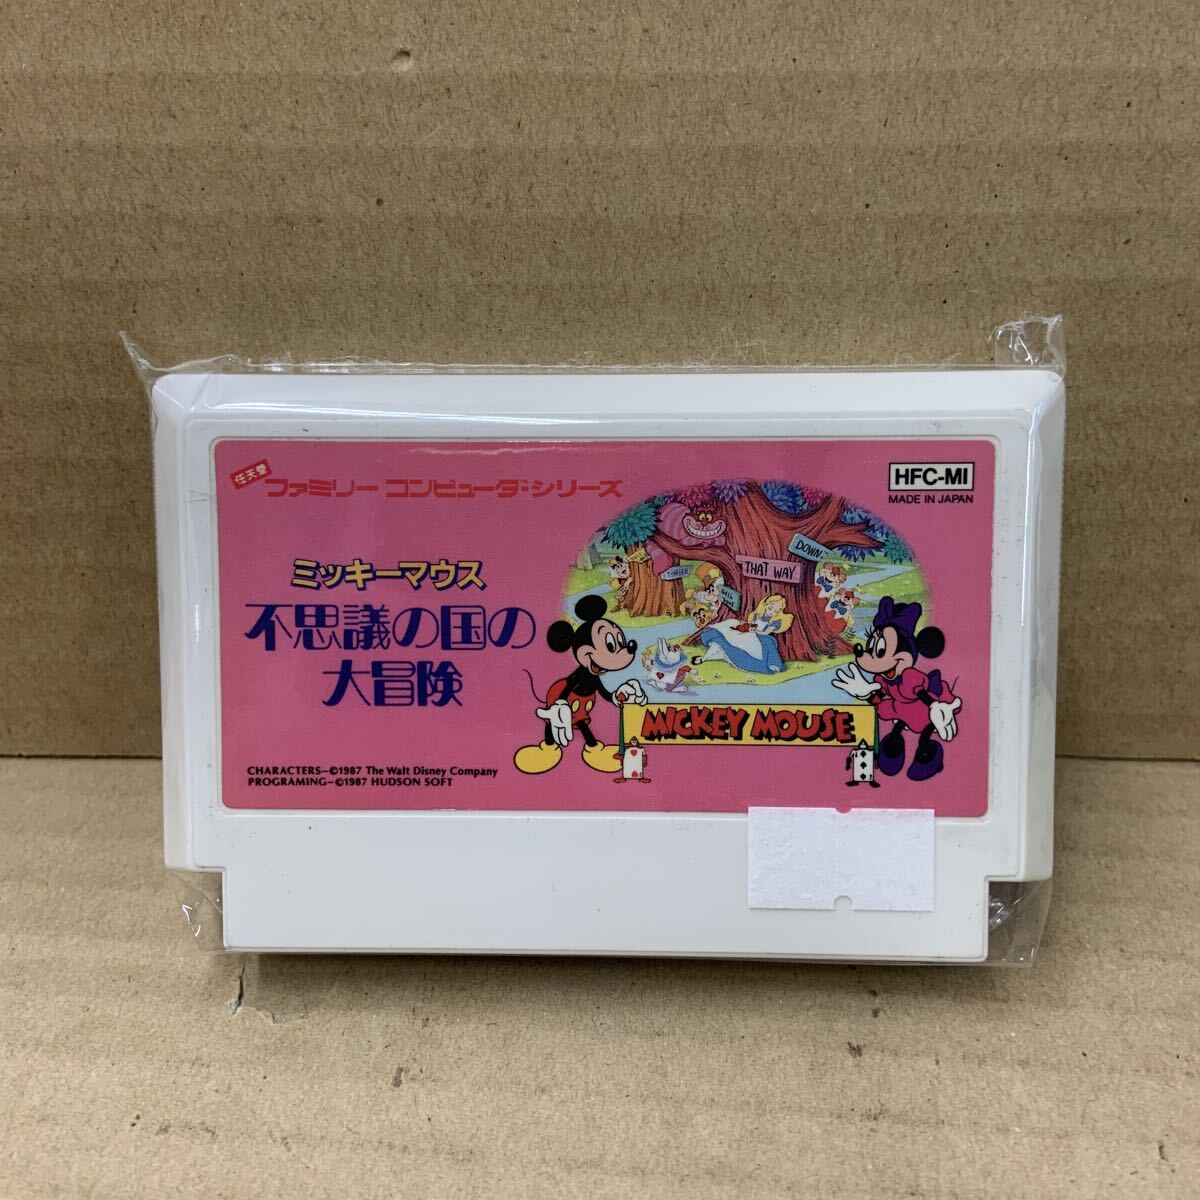 任天堂
ファミリー コンピュータ・シリーズ
HFC-MI
MADE IN JAPAN
ミッキーマウス
不思議の国の
大冒険
DOWN
THAT WAY
YONDER
MICKEY MOUSE
CHARACTERS—©1987 The Walt Disney Company
PROGRAMING—©1987 HUDSON SOFT